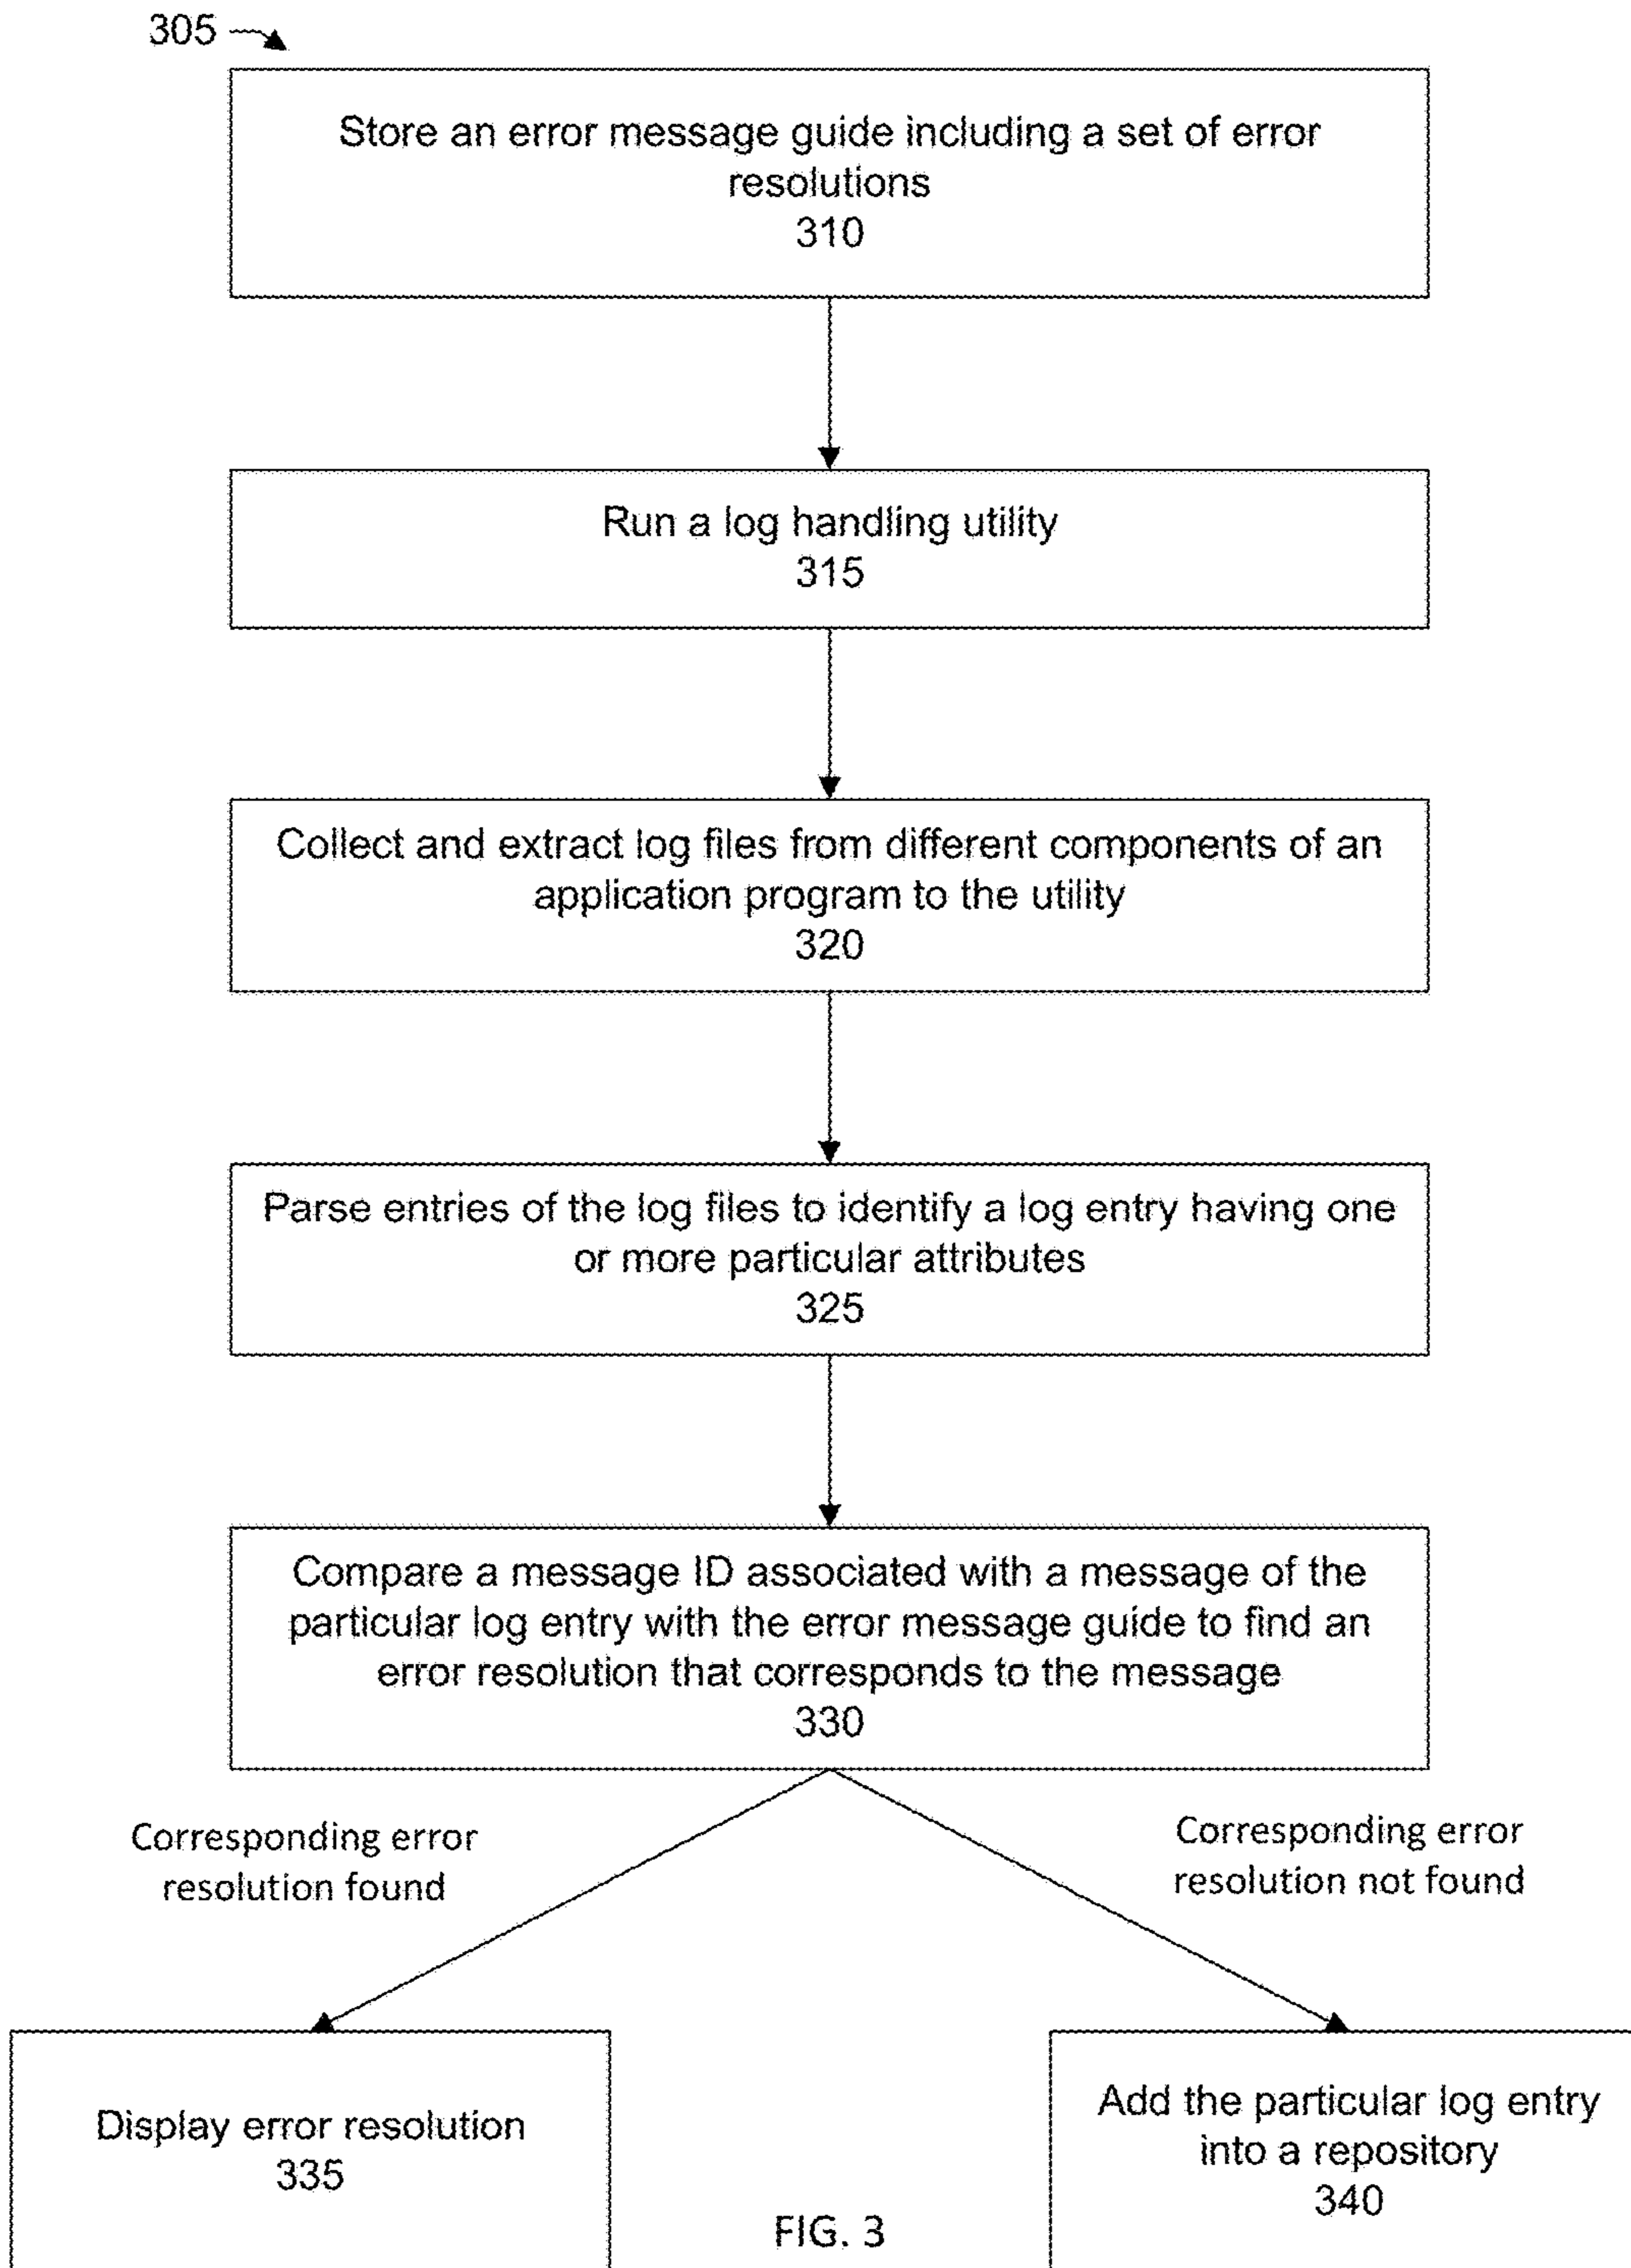 305
Store an error message guide including a set of error
resolutions
310
Run a log handling utility
315
Collect and extract log files from different components of an
application program to the utility
320
Parse entries of the log files to identify a log entry having one
or more particular attributes
325
Compare a message ID associated with a message of the
particular log entry with the error message guide to find an
error resolution that corresponds to the message
330
Corresponding error
resolution found
Corresponding error
resolution not found
Display error resolution
335
Add the particular log entry
into a repository
340
FIG. 3